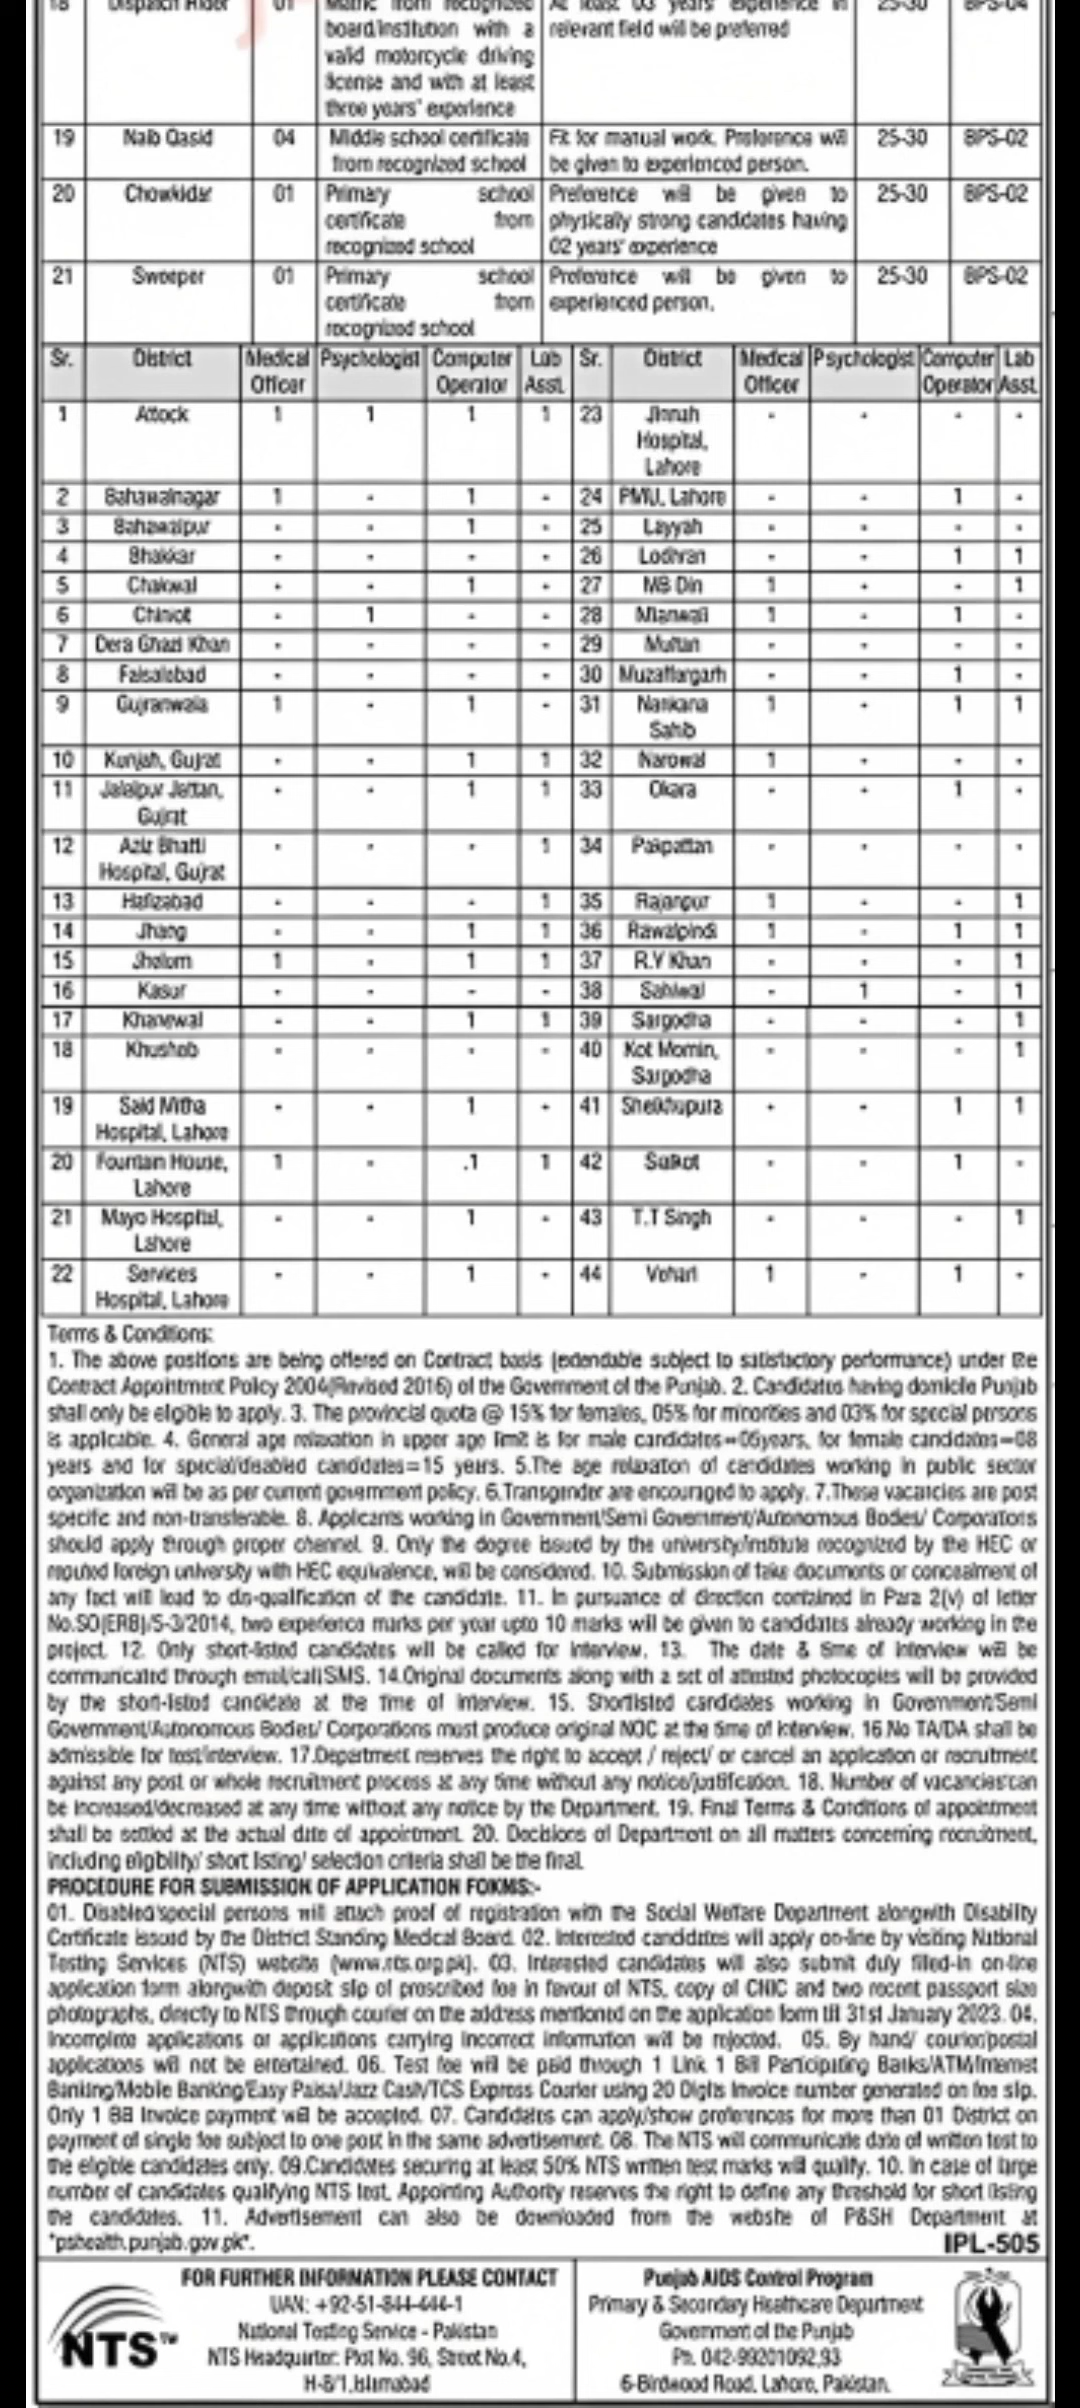 18 Dispatch Rider 01 Matric from recognized board/institution with a valid motorcycle driving license and with at least three years' experience At least 03 years' experience in relevant field will be preferred 25-30 BPS-04
19 Naib Qasid 04 Middle school certificate from recognized school Fit for manual work. Preference will be given to experienced person. 25-30 BPS-02
20 Chowkidar 01 Primary school certificate from recognized school Preference will be given to physically strong candidates having 02 years' experience 25-30 BPS-02
21 Sweeper 01 Primary school certificate from recognized school Preference will be given to experienced person. 25-30 BPS-02
Sr. District Medical Officer Psychologist Computer Operator Lab Asst. Sr. District Medical Officer Psychologist Computer Operator Lab Asst.
1 Attock 1 1 1 1 23 Jinnah Hospital, Lahore - - - -
2 Bahawalnagar 1 - 1 - 24 PMU, Lahore - - 1 -
3 Bahawalpur - - 1 - 25 Layyah - - - -
4 Bhakkar - - - - 26 Lodhran - - 1 1
5 Chakwal - - 1 - 27 MB Din 1 - - 1
6 Chiniot - 1 - - 28 Mianwali 1 - 1 -
7 Dera Ghazi Khan - - - - 29 Multan - - - -
8 Faisalabad - - - - 30 Muzaffargarh - - 1 -
9 Gujranwala 1 - 1 - 31 Nankana Sahib 1 - 1 1
10 Kunjah, Gujrat - - 1 1 32 Narowal 1 - - -
11 Jalalpur Jattan, Gujrat - - 1 1 33 Okara - - 1 -
12 Aziz Bhatti Hospital, Gujrat - - - 1 34 Pakpattan - - - -
13 Hafizabad - - - 1 35 Rajanpur 1 - - 1
14 Jhang - - 1 1 36 Rawalpindi 1 - 1 1
15 Jhelum 1 - 1 1 37 R.Y Khan - - - 1
16 Kasur - - - - 38 Sahiwal - 1 - 1
17 Khanewal - - 1 1 39 Sargodha - - - 1
18 Khushab - - - - 40 Kot Momin, Sargodha - - - 1
19 Said Mitha Hospital, Lahore - - 1 - 41 Sheikhupura - - 1 1
20 Fountain House, Lahore 1 - .1 1 42 Sialkot - - 1 -
21 Mayo Hospital, Lahore - - 1 - 43 T.T Singh - - - 1
22 Services Hospital, Lahore - - 1 - 44 Vehari 1 - 1 -
Terms & Conditions:
1. The above positions are being offered on Contract basis (extendable subject to satisfactory performance) under the
Contract Appointment Policy 2004(Revised 2016) of the Government of the Punjab. 2. Candidates having domicile Punjab
shall only be eligible to apply. 3. The provincial quota @ 15% for females, 05% for minorities and 03% for special persons
is applicable. 4. General age relaxation in upper age limit is for male candidates=05years, for female candidates=08
years and for special/disabled candidates=15 years. 5.The age relaxation of candidates working in public sector
organization will be as per current government policy. 6.Transgender are encouraged to apply. 7.These vacancies are post
specific and non-transferable. 8. Applicants working in Government/Semi Government/Autonomous Bodies/ Corporations
should apply through proper channel. 9. Only the degree issued by the university/institute recognized by the HEC or
reputed foreign university with HEC equivalence, will be considered. 10. Submission of fake documents or concealment of
any fact will lead to dis-qualification of the candidate. 11. In pursuance of direction contained in Para 2(v) of letter
No.SO(ERB)/5-3/2014, two experience marks per year upto 10 marks will be given to candidates already working in the
project. 12. Only short-listed candidates will be called for interview. 13. The date & time of interview will be
communicated through email/call/SMS. 14.Original documents along with a set of attested photocopies will be provided
by the short-listed candidate at the time of interview. 15. Shortlisted candidates working in Government/Semi
Government/Autonomous Bodies/ Corporations must produce original NOC at the time of interview. 16.No TA/DA shall be
admissible for test/interview. 17.Department reserves the right to accept / reject/ or cancel an application or recruitment
against any post or whole recruitment process at any time without any notice/justification. 18. Number of vacancies can
be increased/decreased at any time without any notice by the Department. 19. Final Terms & Conditions of appointment
shall be settled at the actual date of appointment. 20. Decisions of Department on all matters concerning recruitment,
including eligibility/ short listing/ selection criteria shall be the final.
PROCEDURE FOR SUBMISSION OF APPLICATION FORMS:-
01. Disabled/special persons will attach proof of registration with the Social Welfare Department alongwith Disability
Certificate issued by the District Standing Medical Board. 02. Interested candidates will apply on-line by visiting National
Testing Services (NTS) website (www.nts.org.pk). 03. Interested candidates will also submit duly filled-in on-line
application form alongwith deposit slip of prescribed fee in favour of NTS, copy of CNIC and two recent passport size
photographs, directly to NTS through courier on the address mentioned on the application form till 31st January 2023. 04.
Incomplete applications or applications carrying incorrect information will be rejected. 05. By hand/ courier/postal
applications will not be entertained. 06. Test fee will be paid through 1 Link 1 Bill Participating Banks/ATM/Internet
Banking/Mobile Banking/Easy Paisa/Jazz Cash/TCS Express Courier using 20 Digits Invoice number generated on fee slip.
Only 1 Bill Invoice payment will be accepted. 07. Candidates can apply/show preferences for more than 01 District on
payment of single fee subject to one post in the same advertisement. 08. The NTS will communicate date of written test to
the eligible candidates only. 09.Candidates securing at least 50% NTS written test marks will qualify. 10. In case of large
number of candidates qualifying NTS test, Appointing Authority reserves the right to define any threshold for short listing
the candidates. 11. Advertisement can also be downloaded from the website of P&SH Department at
"pshealth.punjab.gov.pk". IPL-505
NTS TM
FOR FURTHER INFORMATION PLEASE CONTACT
UAN: +92-51-844-444-1
National Testing Service - Pakistan
NTS Headquarter: Plot No. 96, Street No.4,
H-8/1,Islamabad
Punjab AIDS Control Program
Primary & Secondary Healthcare Department
Government of the Punjab
Ph. 042-99201092,93
6-Birdwood Road, Lahore, Pakistan.